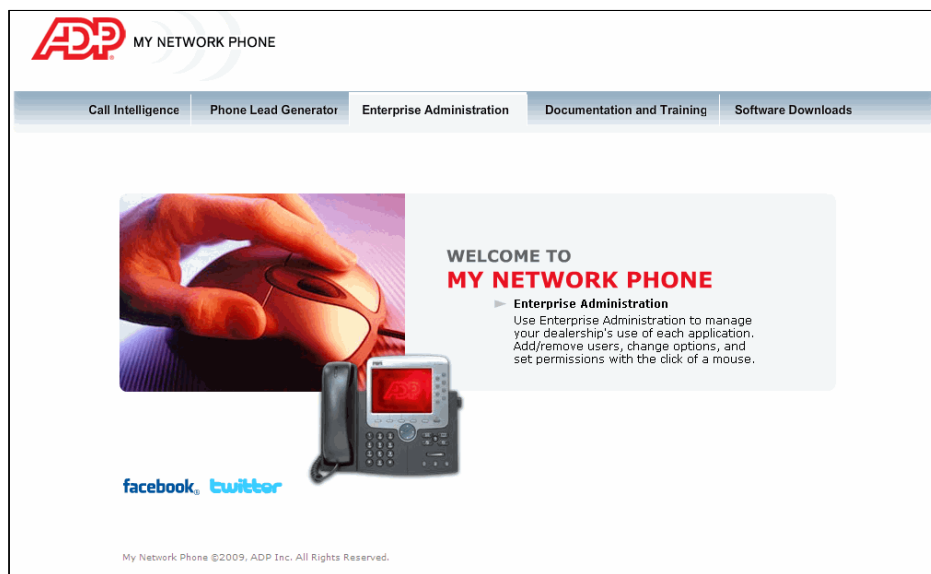 ADP MY NETWORK PHONE
Call Intelligence Phone Lead Generator Enterprise Administration Documentation and Training Software Downloads
WELCOME TO
MY NETWORK PHONE
Enterprise Administration
Use Enterprise Administration to manage
your dealership's use of each application.
Add/remove users, change options, and
set permissions with the click of a mouse.
ADP
facebook® twitter
My Network Phone ©2009, ADP Inc. All Rights Reserved.